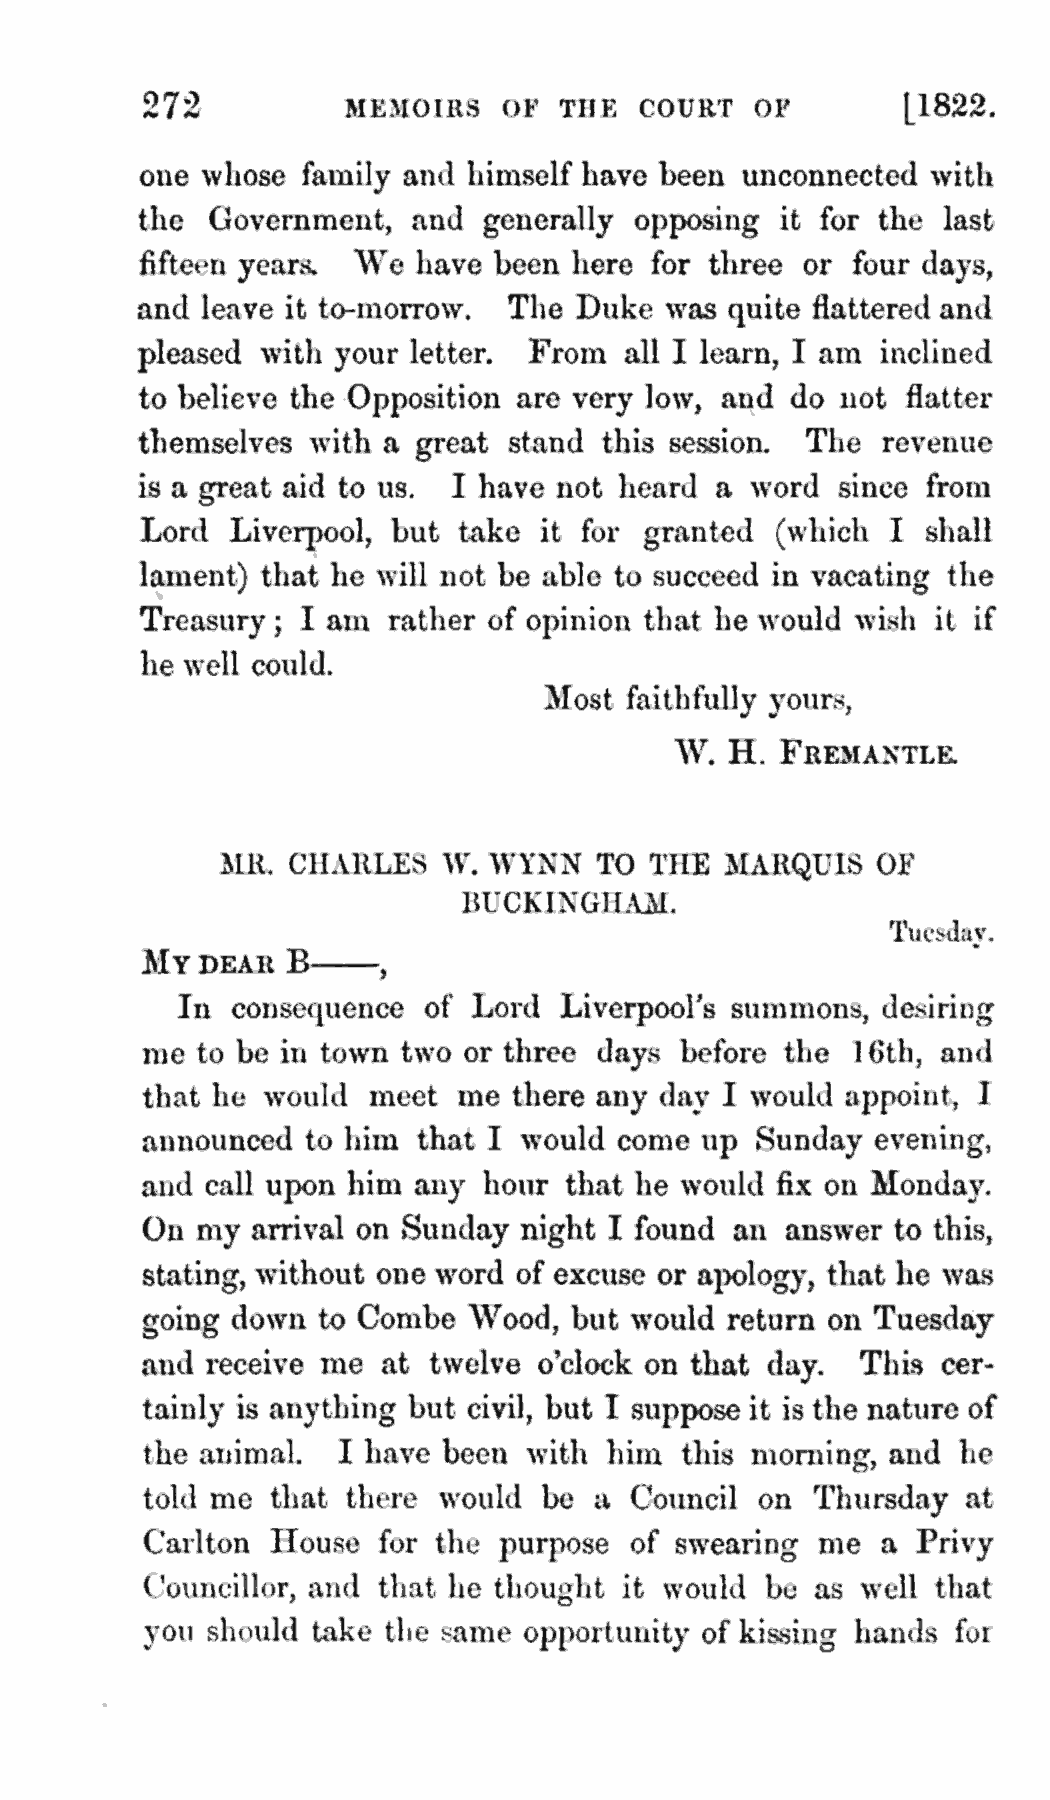 272 MEMOIRS OF THE COURT OF [1822.
one whose family and himself have been unconnected with
the Government, and generally opposing it for the last
fifteen years. We have been here for three or four days,
and leave it to-morrow. The Duke was quite flattered and
pleased with your letter. From all I learn, I am inclined
to believe the Opposition are very low, and do not flatter
themselves with a great stand this session. The revenue
is a great aid to us. I have not heard a word since from
Lord Liverpool, but take it for granted (which I shall
lament) that he will not be able to succeed in vacating the
Treasury; I am rather of opinion that he would wish it if
he well could.
Most faithfully yours,
W. H. FREMANTLE.
MR. CHARLES W. WYNN TO THE MARQUIS OF
BUCKINGHAM.
Tuesday.
MY DEAR B——,
In consequence of Lord Liverpool's summons, desiring
me to be in town two or three days before the 16th, and
that he would meet me there any day I would appoint, I
announced to him that I would come up Sunday evening,
and call upon him any hour that he would fix on Monday.
On my arrival on Sunday night I found an answer to this,
stating, without one word of excuse or apology, that he was
going down to Combe Wood, but would return on Tuesday
and receive me at twelve o'clock on that day. This cer-
tainly is anything but civil, but I suppose it is the nature of
the animal. I have been with him this morning, and he
told me that there would be a Council on Thursday at
Carlton House for the purpose of swearing me a Privy
Councillor, and that he thought it would be as well that
you should take the same opportunity of kissing hands for